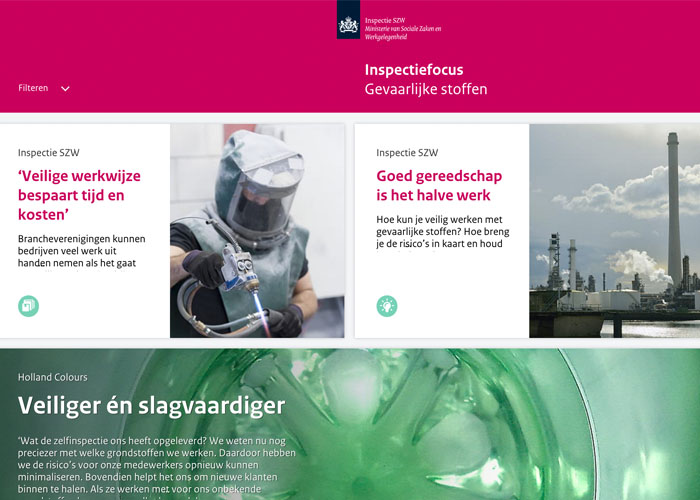 Inspectie SZW
Ministerie van Sociale Zaken en
Werkgelegenheid
Filteren
Inspectiefocus
Gevaarlijke stoffen
Inspectie SZW
‘Veilige werkwijze
bespaart tijd en
kosten’
Brancheverenigingen kunnen
bedrijven veel werk uit
handen nemen als het gaat
Inspectie SZW
Goed gereedschap
is het halve werk
Hoe kun je veilig werken met
gevaarlijke stoffen? Hoe breng
je de risico’s in kaart en houd
Holland Colours
Veiliger én slagvaardiger
‘Wat de zelfinspectie ons heeft opgeleverd? We weten nu nog
preciezer met welke grondstoffen we werken. Daardoor hebben
we de risico’s voor onze medewerkers opnieuw kunnen
minimaliseren. Bovendien helpt het ons om nieuwe klanten
binnen te halen. Als ze werken met voor ons onbekende